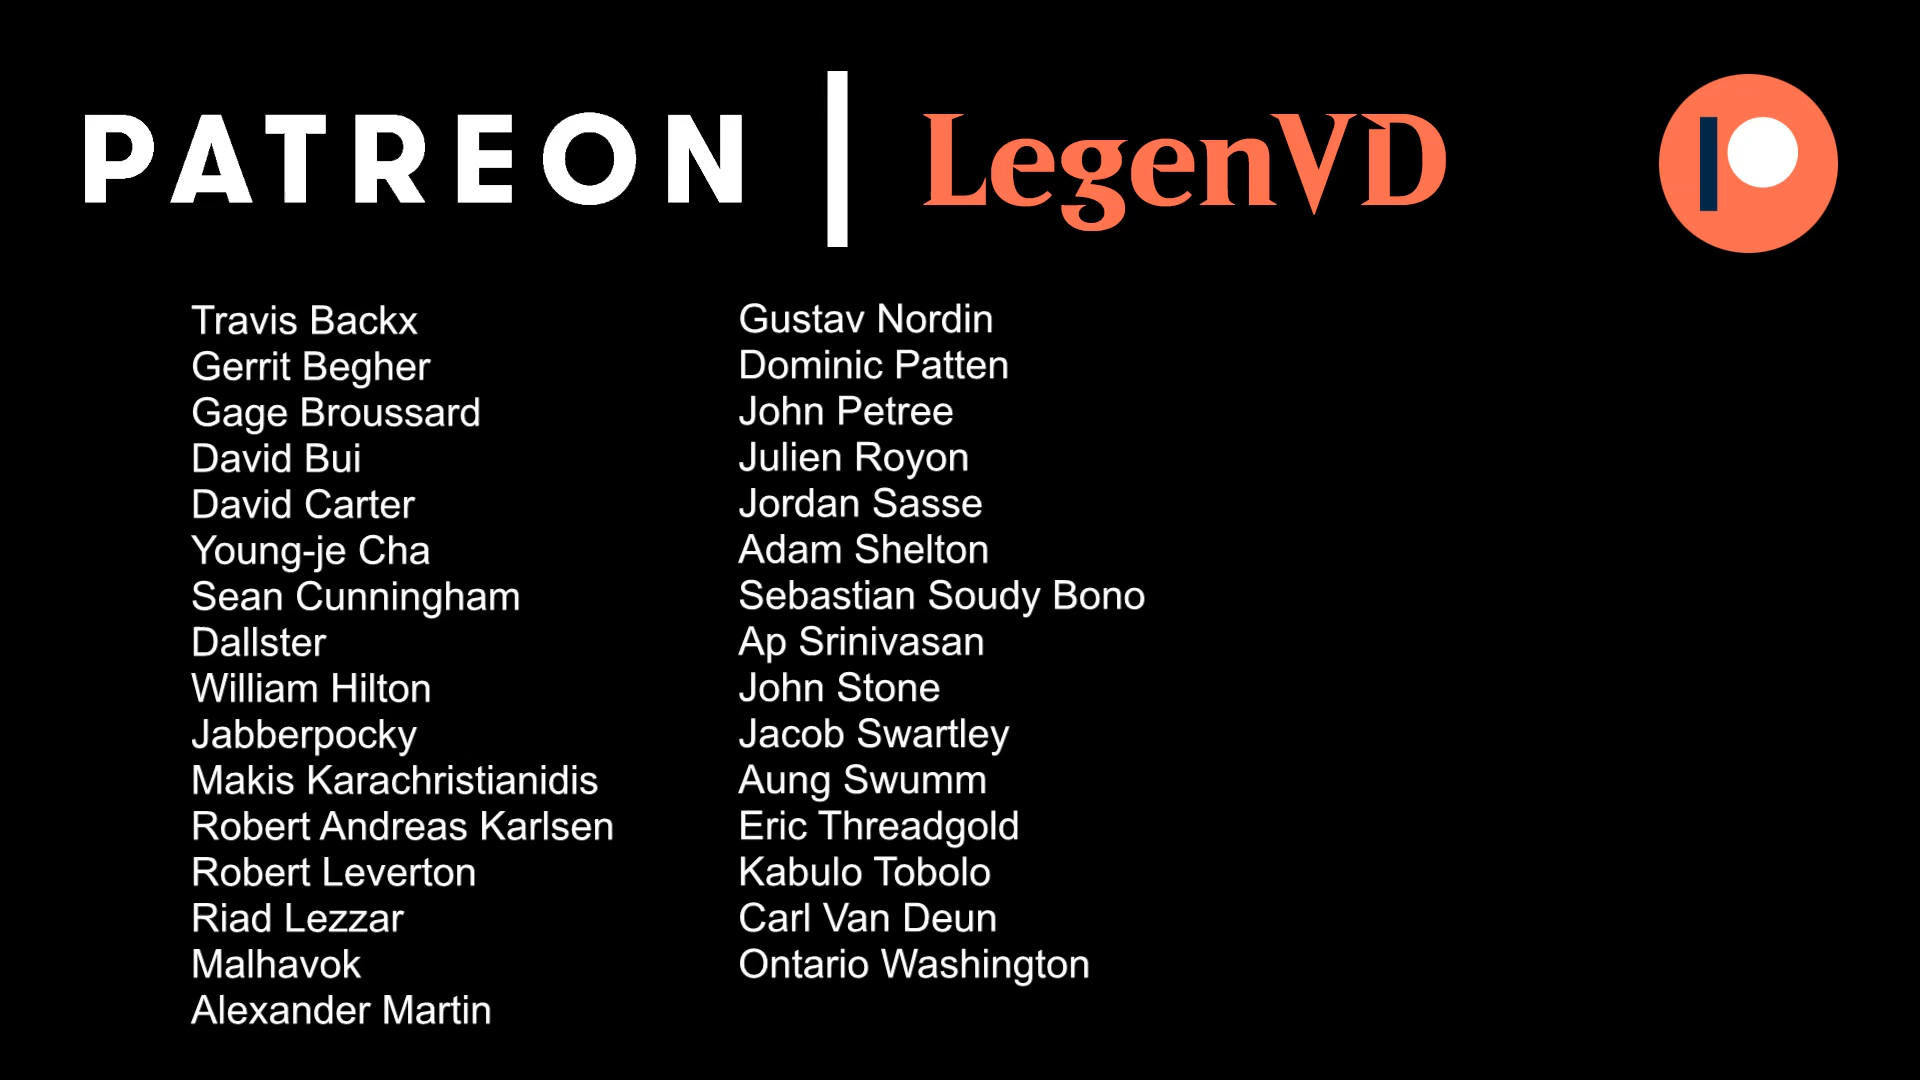 PATREON | LegenVD
Travis Backx
Gerrit Begher
Gage Broussard
David Bui
David Carter
Young-je Cha
Sean Cunningham
Dallster
William Hilton
Jabberpocky
Makis Karachristianidis
Robert Andreas Karlsen
Robert Leverton
Riad Lezzar
Malhavok
Alexander Martin
Gustav Nordin
Dominic Patten
John Petree
Julien Royon
Jordan Sasse
Adam Shelton
Sebastian Soudy Bono
Ap Srinivasan
John Stone
Jacob Swartley
Aung Swumm
Eric Threadgold
Kabulo Tobolo
Carl Van Deun
Ontario Washington